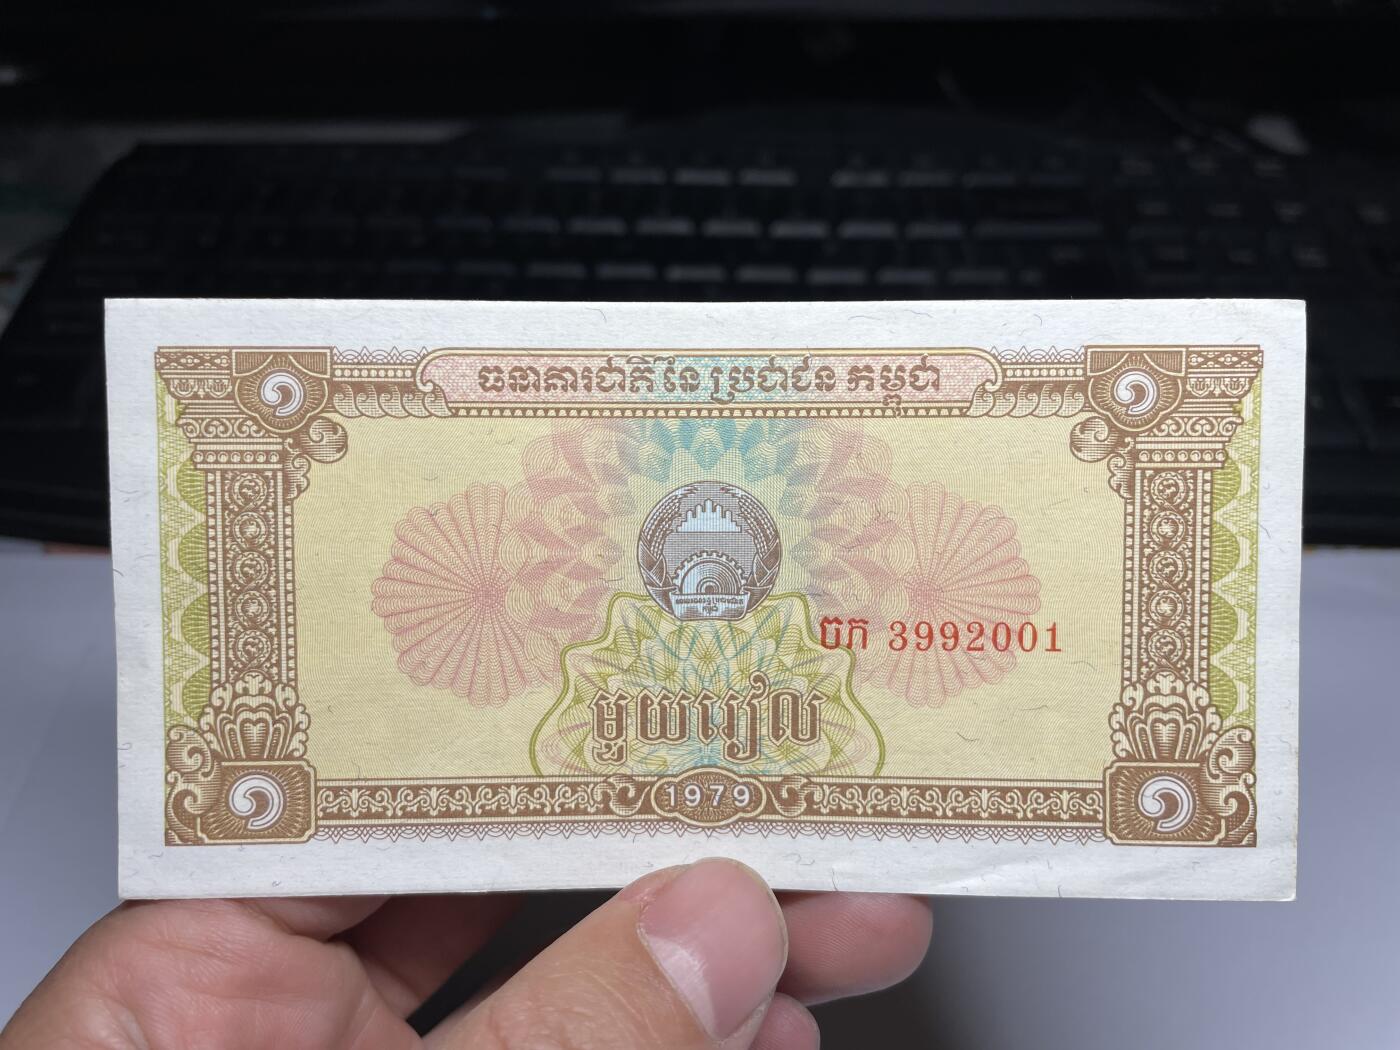 ធនាគារជាតិ នៃ ប្រជាជន កម្ពុជា
១ ១
ចក 3992001
មួយរៀល
១ 1979 ១